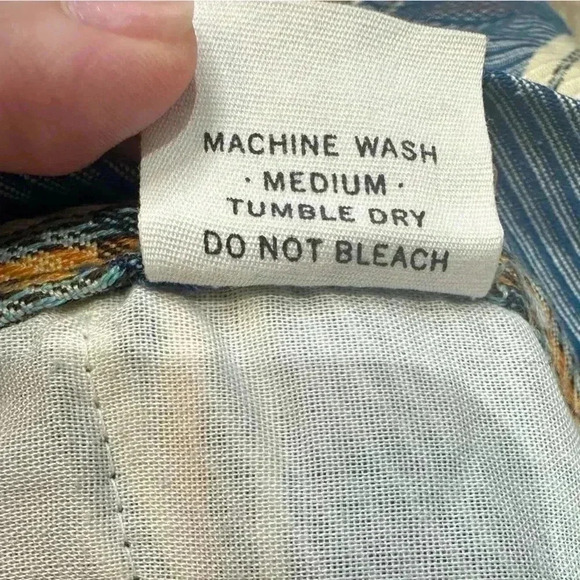 MACHINE WASH
· MEDIUM ·
TUMBLE DRY
DO NOT BLEACH